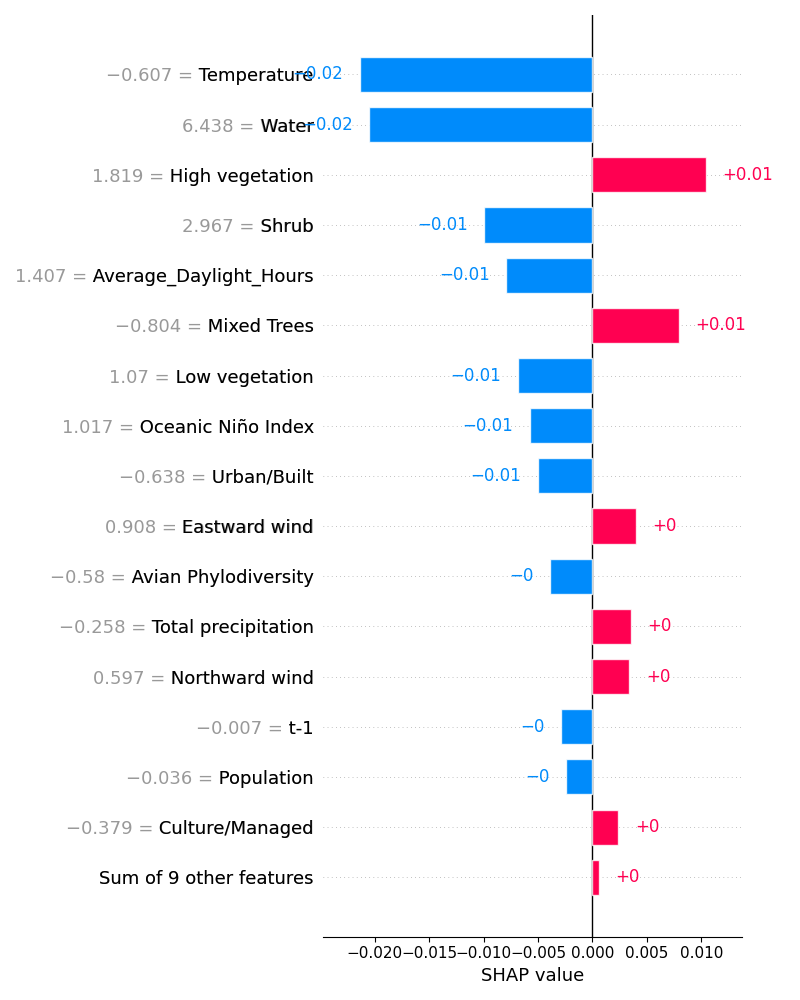 −0.607 = Temperature −0.02
6.438 = Water −0.02
1.819 = High vegetation +0.01
2.967 = Shrub −0.01
1.407 = Average_Daylight_Hours −0.01
−0.804 = Mixed Trees +0.01
1.07 = Low vegetation −0.01
1.017 = Oceanic Niño Index −0.01
−0.638 = Urban/Built −0.01
0.908 = Eastward wind +0
−0.58 = Avian Phylodiversity −0
−0.258 = Total precipitation +0
0.597 = Northward wind +0
−0.007 = t-1 −0
−0.036 = Population −0
−0.379 = Culture/Managed +0
Sum of 9 other features +0
−0.020 −0.015 −0.010 −0.005 0.000 0.005 0.010
SHAP value